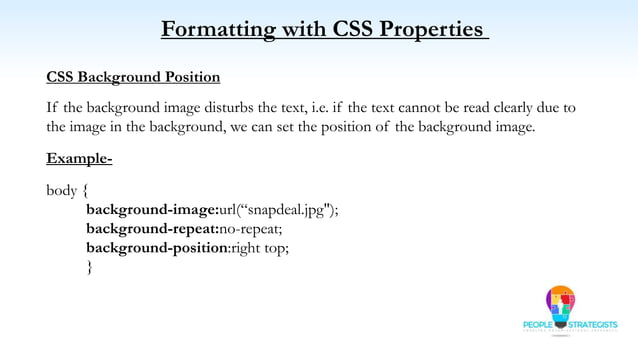 Formatting with CSS Properties
CSS Background Position
If the background image disturbs the text, i.e. if the text cannot be read clearly due to
the image in the background, we can set the position of the background image.
Example-
body {
background-image:url(“snapdeal.jpg");
background-repeat:no-repeat;
background-position:right top;
}
PEOPLE STRATEGISTS